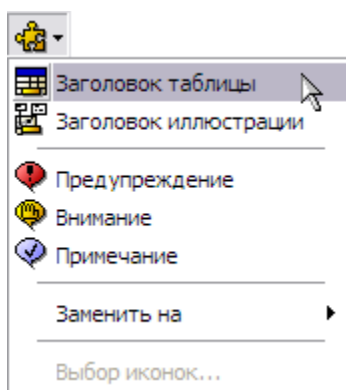 Заголовок таблицы
Заголовок иллюстрации
Предупреждение
Внимание
Примечание
Заменить на
Выбор иконок...